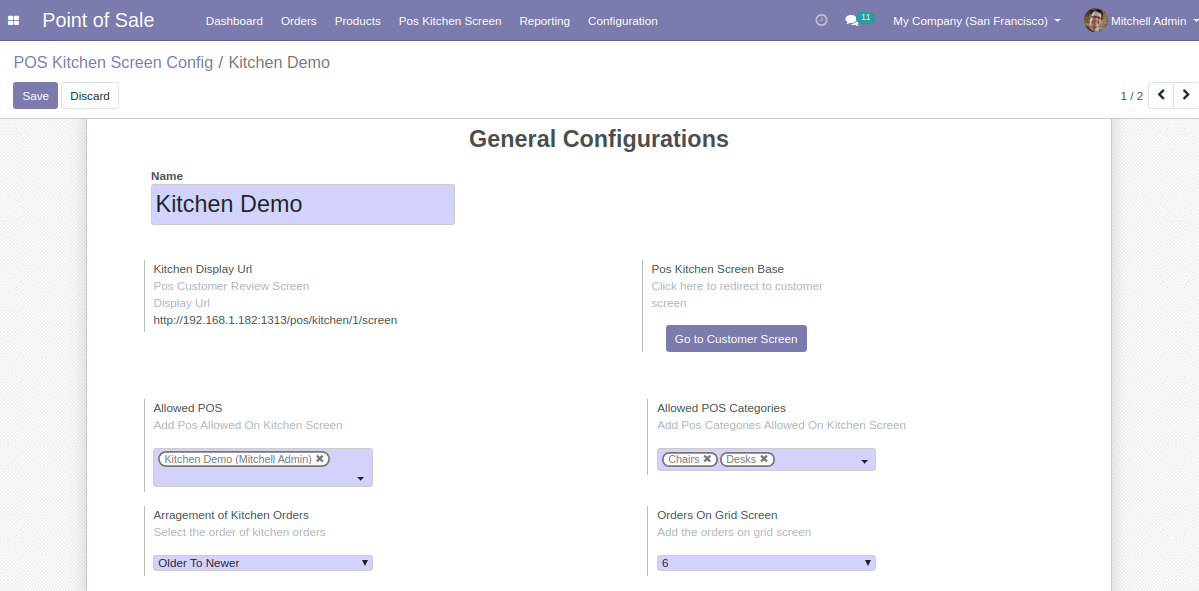 Point of Sale Dashboard Orders Products Pos Kitchen Screen Reporting Configurations 11 My Company (San Francisco) Mitchell Admin
POS Kitchen Screen Config / Kitchen Demo
Save Discard 1 / 2
General Configurations
Name
Kitchen Demo
Kitchen Display Url
Pos Customer Review Screen
Display Url
http://192.168.1.182:1313/pos/kitchen/1/screen
Pos Kitchen Screen Base
Click here to redirect to customer
screen
Go to Customer Screen
Allowed POS
Add Pos Allowed On Kitchen Screen
Kitchen Demo (Mitchell Admin) ✖
Allowed POS Categories
Add Pos Categories Allowed On Kitchen Screen
Chairs ✖ Desks ✖
Arragement of Kitchen Orders
Select the order of kitchen orders
Older To Newer
Orders On Grid Screen
Add the orders on grid screen
6